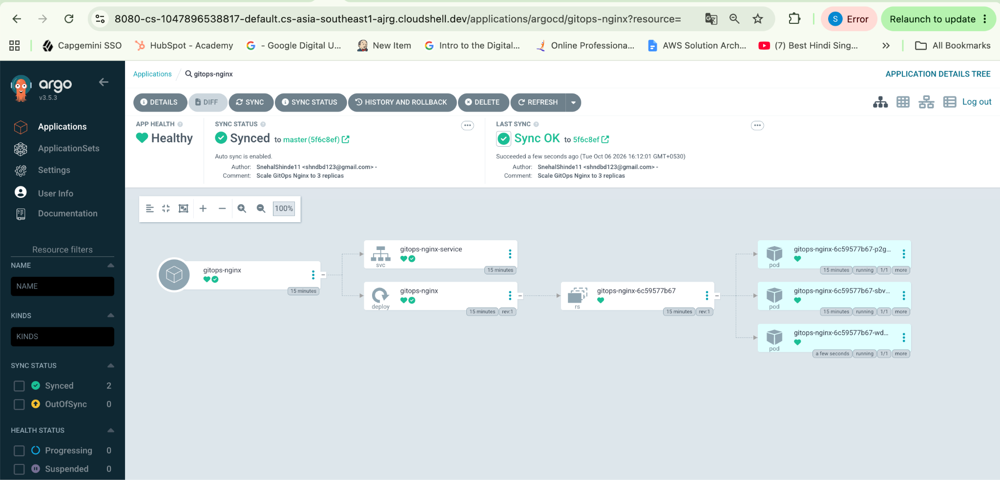 8080-cs-1047896538817-default.cs-asia-southeast1-ajrg.cloudshell.dev/applications/argocd/gitops-nginx?resource=
S Error
Relaunch to update
Capgemini SSO
HubSpot - Academy
- Google Digital U...
New Item
Intro to the Digital...
Online Professiona...
AWS Solution Arch...
(7) Best Hindi Sing...
All Bookmarks
argo
v3.5.3
Applications
ApplicationSets
Settings
User Info
Documentation
Resource filters
NAME
NAME
KINDS
KINDS
SYNC STATUS
Synced 2
OutOfSync 0
HEALTH STATUS
Progressing 0
Suspended 0
Applications / gitops-nginx
APPLICATION DETAILS TREE
DETAILS
DIFF
SYNC
SYNC STATUS
HISTORY AND ROLLBACK
DELETE
REFRESH
Log out
APP HEALTH
Healthy
SYNC STATUS
Synced to master (5f6c8ef)
Auto sync is enabled.
Author: SnehalShinde11 <shndbd123@gmail.com> -
Comment: Scale GitOps Nginx to 3 replicas
LAST SYNC
Sync OK to 5f6c8ef
Succeeded a few seconds ago (Tue Oct 06 2026 16:12:01 GMT+0530)
Author: SnehalShinde11 <shndbd123@gmail.com> -
Comment: Scale GitOps Nginx to 3 replicas
100%
gitops-nginx
15 minutes
gitops-nginx-service
svc
15 minutes
gitops-nginx
deploy
15 minutes rev:1
gitops-nginx-6c59577b67
rs
15 minutes rev:1
gitops-nginx-6c59577b67-p2g...
pod
15 minutes running 1/1 more
gitops-nginx-6c59577b67-sbv...
pod
15 minutes running 1/1 more
gitops-nginx-6c59577b67-wd...
pod
a few seconds running 1/1 more